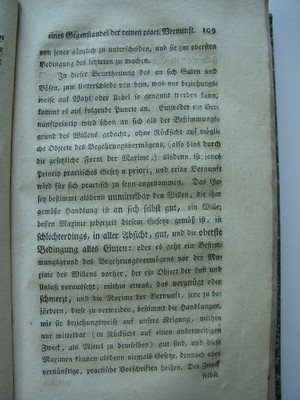 eines Gegenstandes der reinen pract. Vernunft. 109
von jener gänzlich zu unterscheiden, und sie zur obersten
Bedingung des letzteren zu machen.
In dieser Beurtheilung des an sich Guten und
Bösen, zum Unterschiede von dem, was nur beziehungs-
weise auf Wohl oder Uebel so genannt werden kann,
kommt es auf folgende Puncte an. Entweder ein Ver-
nunftprincip wird schon an sich als der Bestimmungs-
grund des Willens gedacht, ohne Rücksicht auf mögli-
che Objecte des Begehrungsvermögens, (also blos durch
die gesetzliche Form der Maxime,) alsdenn ist jenes
Princip practisches Gesetz a priori, und reine Vernunft
wird für sich practisch zu seyn angenommen. Das Ge-
setz bestimmt alsdenn unmittelbar den Willen, die ihm
gemäße Handlung ist an sich selbst gut, ein Wille,
dessen Maxime jederzeit diesem Gesetze gemäß ist, ist
schlechterdings, in aller Absicht, gut, und die oberste
Bedingung alles Guten: oder es geht ein Bestim-
mungsgrund des Begehrungsvermögens vor der Ma-
xime des Willens vorher, der ein Object der Lust und
Unlust voraussetzt, mithin etwas, das vergnügt oder
schmerzt, und die Maxime der Vernunft, jene zu be-
fördern, diese zu vermeiden, bestimmt die Handlungen,
wie sie beziehungsweise auf unsere Neigung, mithin
nur mittelbar (in Rücksicht auf einen anderweitigen
Zweck, als Mittel zu demselben) gut sind, und diese
Maximen können alsdenn niemals Gesetze, dennoch aber
vernünftige, practische Vorschriften heißen. Der Zweck
selbst,